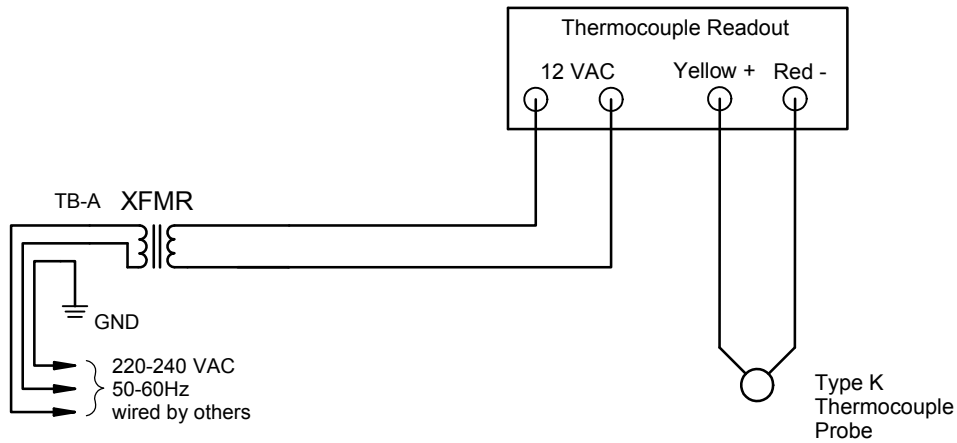 Thermocouple Readout
12 VAC
Yellow +
Red -
TB-A
XFMR
GND
220-240 VAC
50-60Hz
wired by others
Type K
Thermocouple
Probe